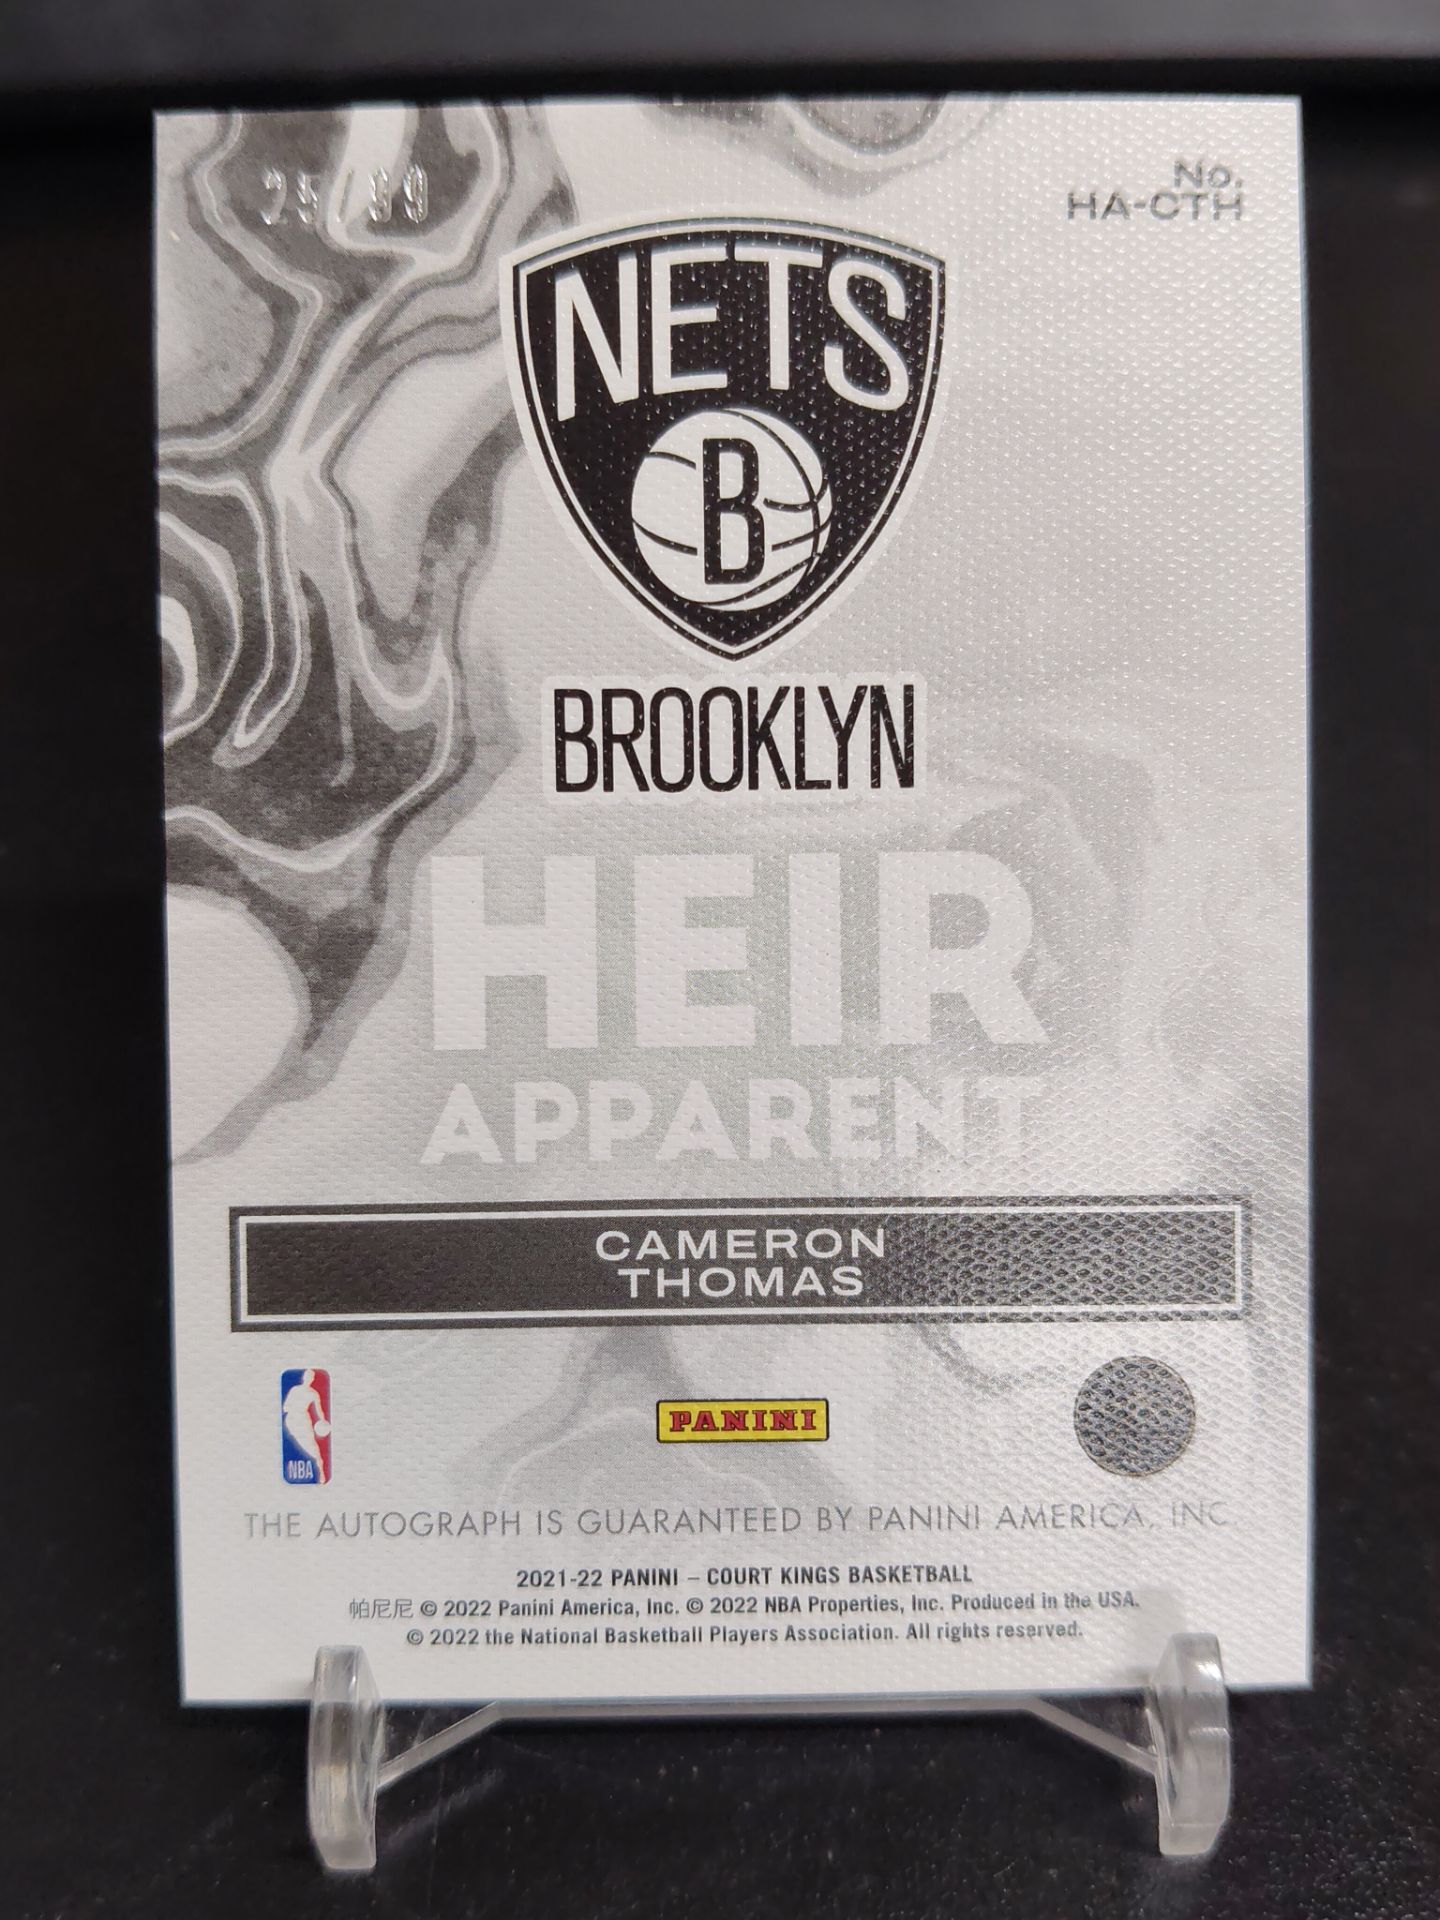 25/99
No.
HA-CTH
NETS
B
BROOKLYN
HEIR
APPARENT
CAMERON
THOMAS
NBA
PANINI
THE AUTOGRAPH IS GUARANTEED BY PANINI AMERICA, INC.
2021-22 PANINI – COURT KINGS BASKETBALL
帕尼尼 © 2022 Panini America, Inc. © 2022 NBA Properties, Inc. Produced in the USA.
© 2022 the National Basketball Players Association. All rights reserved.